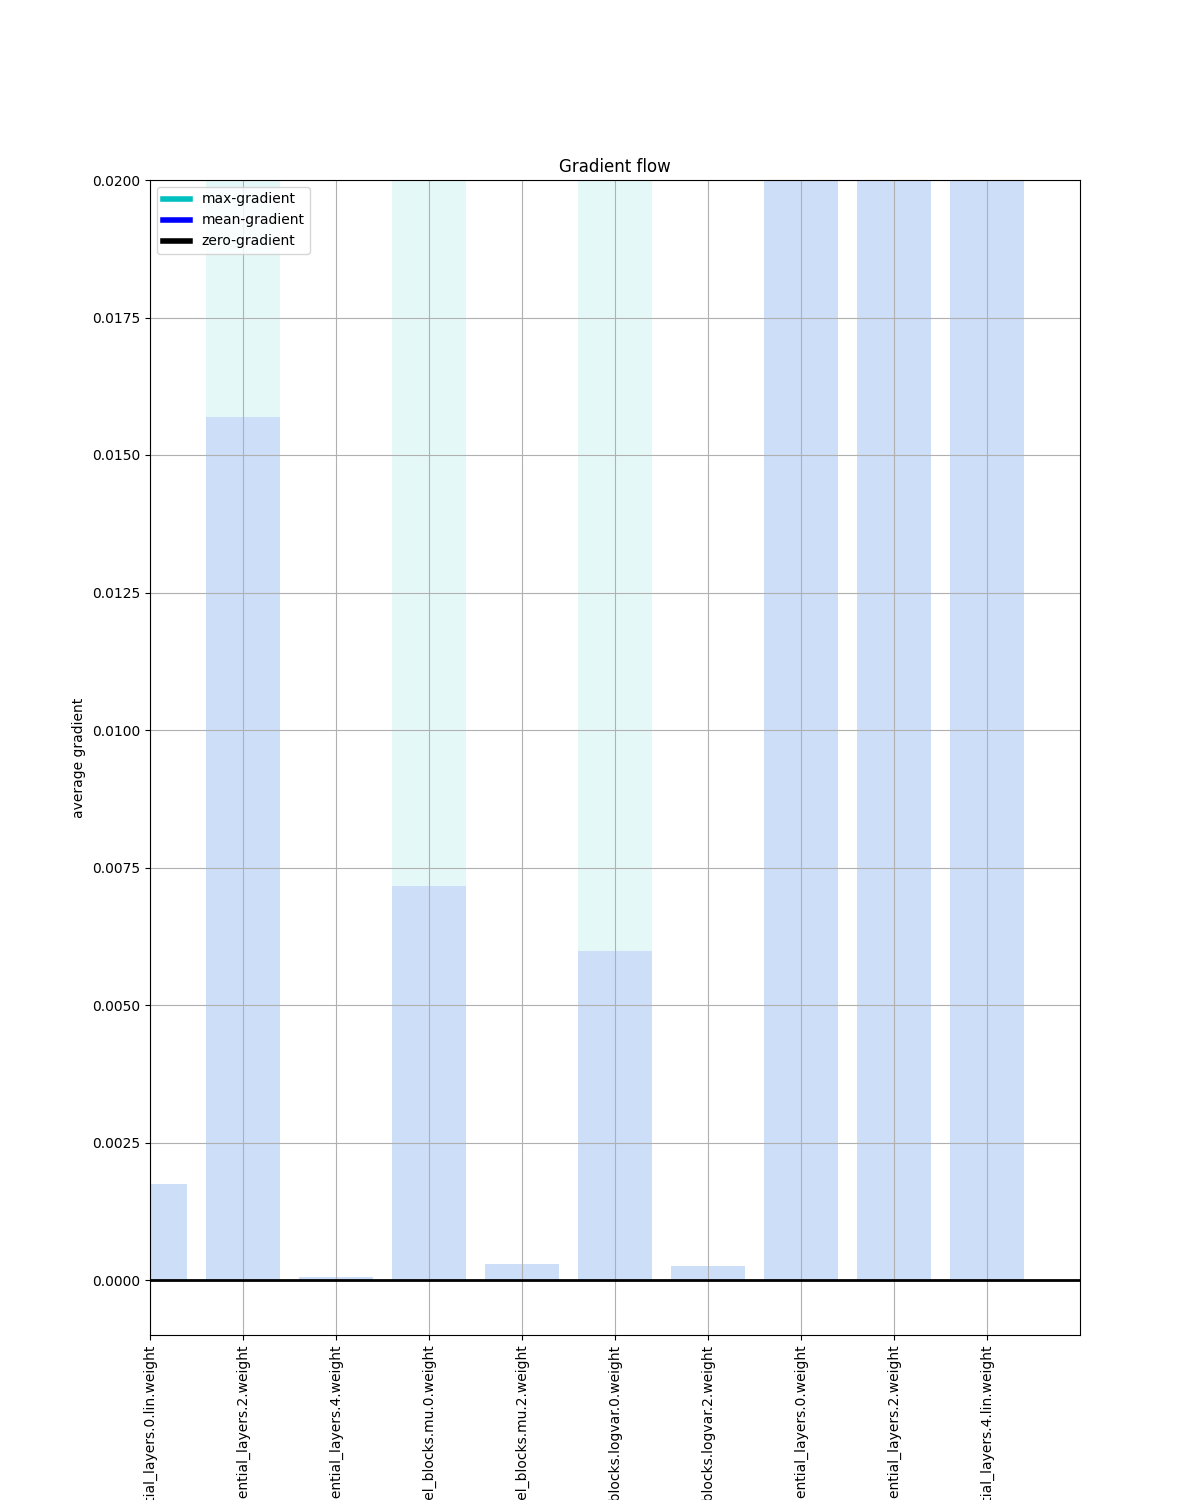 Gradient flow
max-gradient
mean-gradient
zero-gradient
0.0200
0.0175
0.0150
0.0125
0.0100
0.0075
0.0050
0.0025
0.0000
average gradient
tial_layers.0.lin.weight
ential_layers.2.weight
ential_layers.4.weight
el_blocks.mu.0.weight
el_blocks.mu.2.weight
blocks.logvar.0.weight
blocks.logvar.2.weight
ential_layers.0.weight
ential_layers.2.weight
tial_layers.4.lin.weight